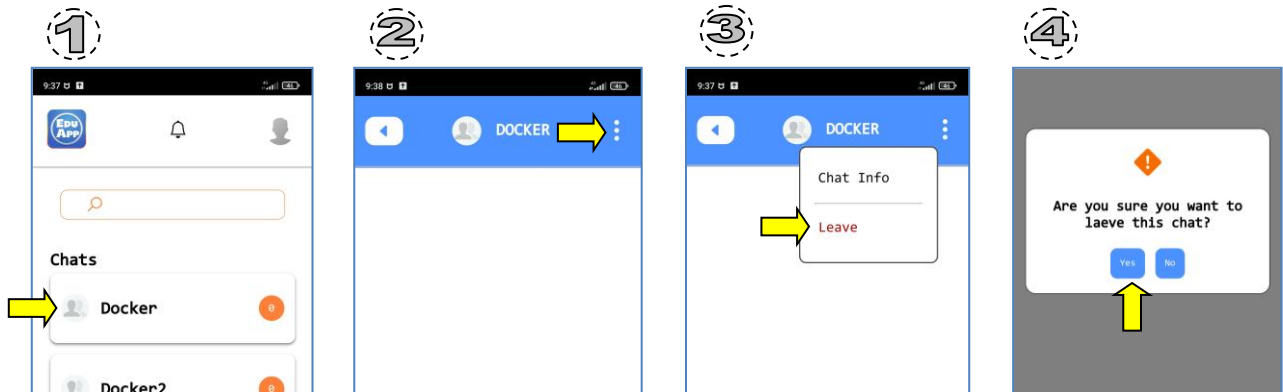 1
2
3
4
9:37
9:38
9:37
EDU
APP
DOCKER
DOCKER
Chat Info
Leave
Are you sure you want to
laeve this chat?
Yes No
Chats
Docker 0
Docker2 0